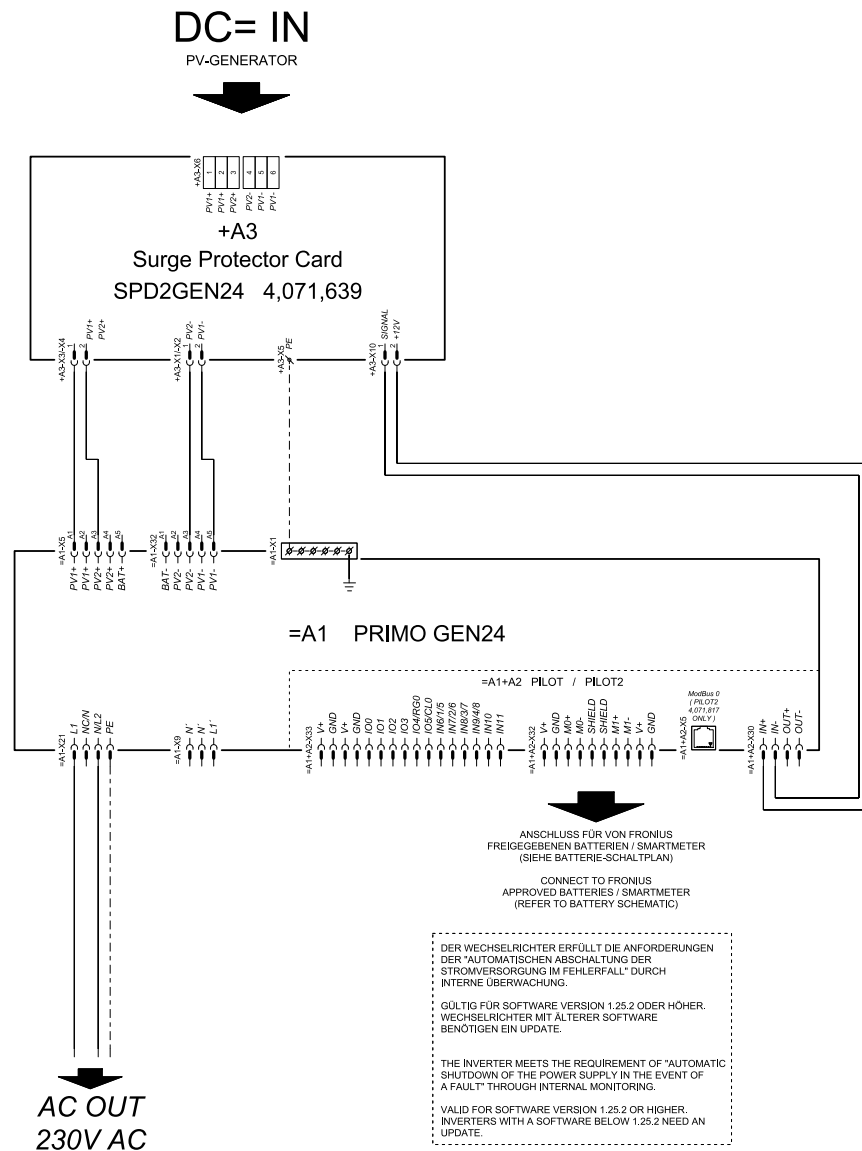 DC= IN
PV-GENERATOR
+A3-X6
1
2
3
4
5
6
PV1+
PV1+
PV2+
PV2-
PV1-
PV1-
+A3
Surge Protector Card
SPD2GEN24 4,071,639
+A3-X3/-X4
1
2
PV1+
PV2+
+A3-X1/-X2
1
2
PV2-
PV1-
+A3-X5
PE
+A3-X10
1
2
SIGNAL
+12V
=A1-X5
A1
A2
A3
A4
A5
PV1+
PV1+
PV2+
PV2+
BAT+
=A1-X32
A1
A2
A3
A4
A5
BAT-
PV2-
PV2-
PV1-
PV1-
=A1-X1
=A1 PRIMO GEN24
=A1+A2 PILOT / PILOT2
=A1-X21
L1
NC/N
N/L2
PE
=A1-X9
N´
N´
L1´
=A1+A2-X33
V+
GND
V+
GND
IO0
IO1
IO2
IO3
IO4/RG0
IO5/CL0
IN6/1/5
IN7/2/6
IN8/3/7
IN9/4/8
IN10
IN11
=A1+A2-X32
V+
GND
M0+
M0-
SHIELD
SHIELD
M1+
M1-
V+
GND
ModBus 0
( PILOT2
4,071,817
ONLY )
=A1+A2-X5
=A1+A2-X30
IN+
IN-
OUT+
OUT-
ANSCHLUSS FÜR VON FRONIUS
FREIGEGEBENEN BATTERIEN / SMARTMETER
(SIEHE BATTERIE-SCHALTPLAN)
CONNECT TO FRONIUS
APPROVED BATTERIES / SMARTMETER
(REFER TO BATTERY SCHEMATIC)
DER WECHSELRICHTER ERFÜLLT DIE ANFORDERUNGEN
DER "AUTOMATISCHEN ABSCHALTUNG DER
STROMVERSORGUNG IM FEHLERFALL" DURCH
INTERNE ÜBERWACHUNG.
GÜLTIG FÜR SOFTWARE VERSION 1.25.2 ODER HÖHER.
WECHSELRICHTER MIT ÄLTERER SOFTWARE
BENÖTIGEN EIN UPDATE.
THE INVERTER MEETS THE REQUIREMENT OF "AUTOMATIC
SHUTDOWN OF THE POWER SUPPLY IN THE EVENT OF
A FAULT" THROUGH INTERNAL MONITORING.
VALID FOR SOFTWARE VERSION 1.25.2 OR HIGHER.
INVERTERS WITH A SOFTWARE BELOW 1.25.2 NEED AN
UPDATE.
AC OUT
230V AC